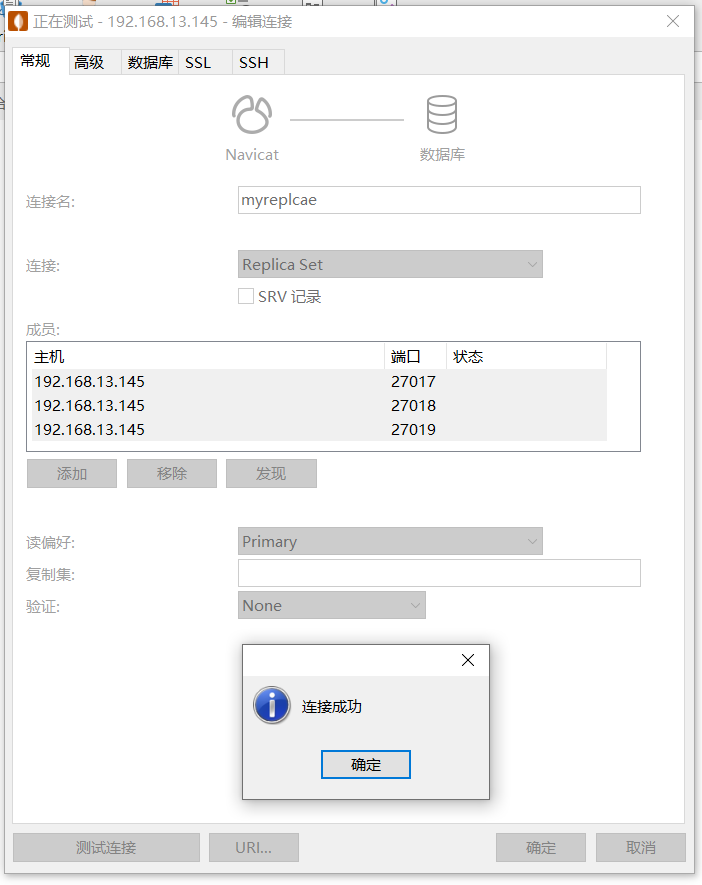 正在测试 - 192.168.13.145 - 编辑连接
常规 高级 数据库 SSL SSH
Navicat 数据库
连接名: myreplcae
连接: Replica Set
SRV 记录
成员:
主机 端口 状态
192.168.13.145 27017
192.168.13.145 27018
192.168.13.145 27019
添加 移除 发现
读偏好: Primary
复制集:
验证: None
连接成功
确定
测试连接 URI... 确定 取消